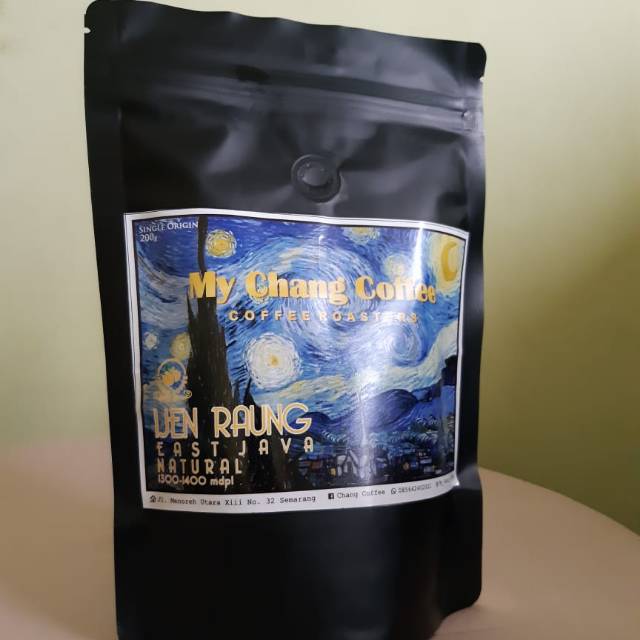 SINGLE ORIGIN
200g
My Chang Coffee
COFFEE ROASTERS
IJEN RAUNG
EAST JAVA
NATURAL
1300-1400 mdpl
Jl. Menoreh Utara Xiii No. 32 Semarang Chang Coffee